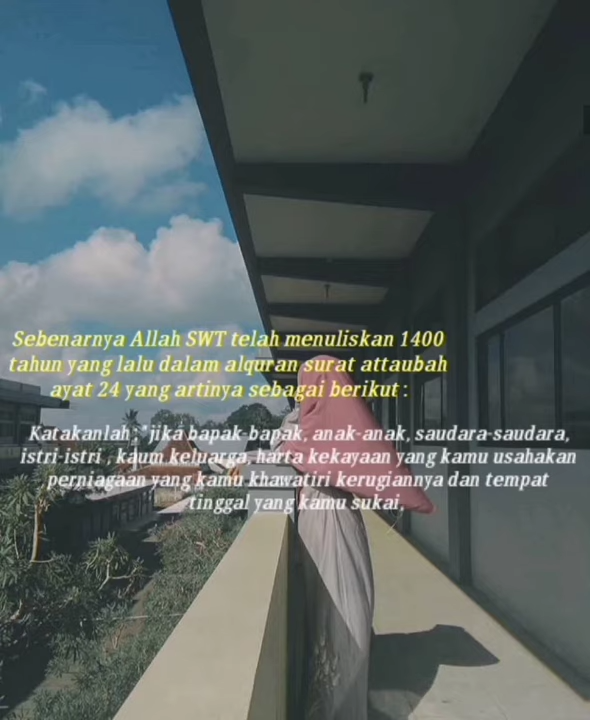 Sebenarnya Allah SWT telah menuliskan 1400
tahun yang lalu dalam alquran surat attaubah
ayat 24 yang artinya sebagai berikut :
Katakanlah ; "jika bapak-bapak, anak-anak, saudara-saudara,
istri-istri , kaum keluarga, harta kekayaan yang kamu usahakan
perniagaan yang kamu khawatiri kerugiannya dan tempat
tinggal yang kamu sukai,